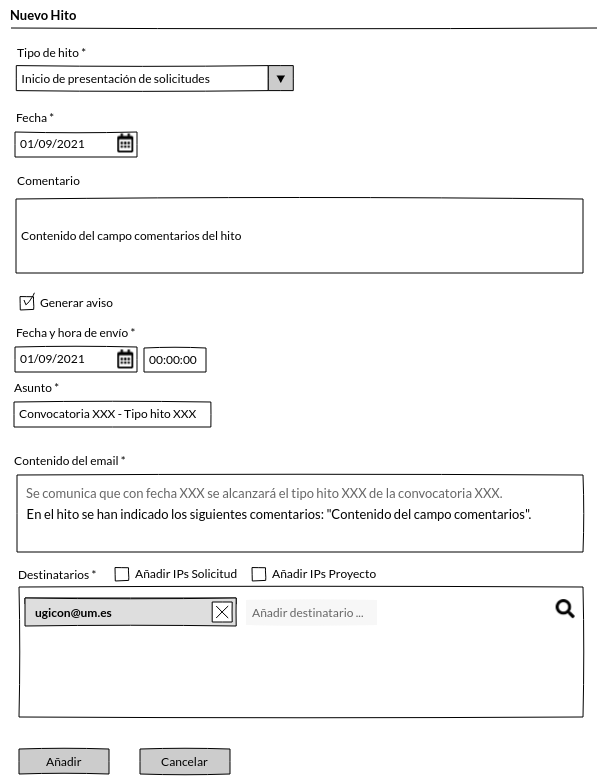 Nuevo Hito
Tipo de hito *
Inicio de presentación de solicitudes
Fecha *
01/09/2021
Comentario
Contenido del campo comentarios del hito
Generar aviso
Fecha y hora de envío *
01/09/2021 00:00:00
Asunto *
Convocatoria XXX - Tipo hito XXX
Contenido del email *
Se comunica que con fecha XXX se alcanzará el tipo hito XXX de la convocatoria XXX.
En el hito se han indicado los siguientes comentarios: "Contenido del campo comentarios".
Destinatarios * Añadir IPs Solicitud Añadir IPs Proyecto
ugicon@um.es Añadir destinatario ...
Añadir Cancelar